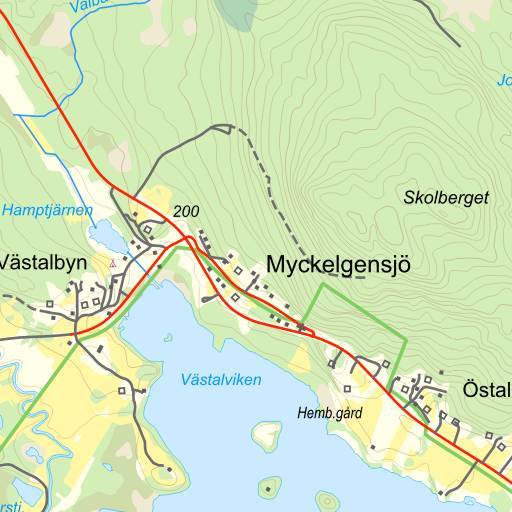 Hamptjärnen
200
Skolberget
Västalbyn
Myckelgensjö
Västalviken
Östal
Hemb.gård